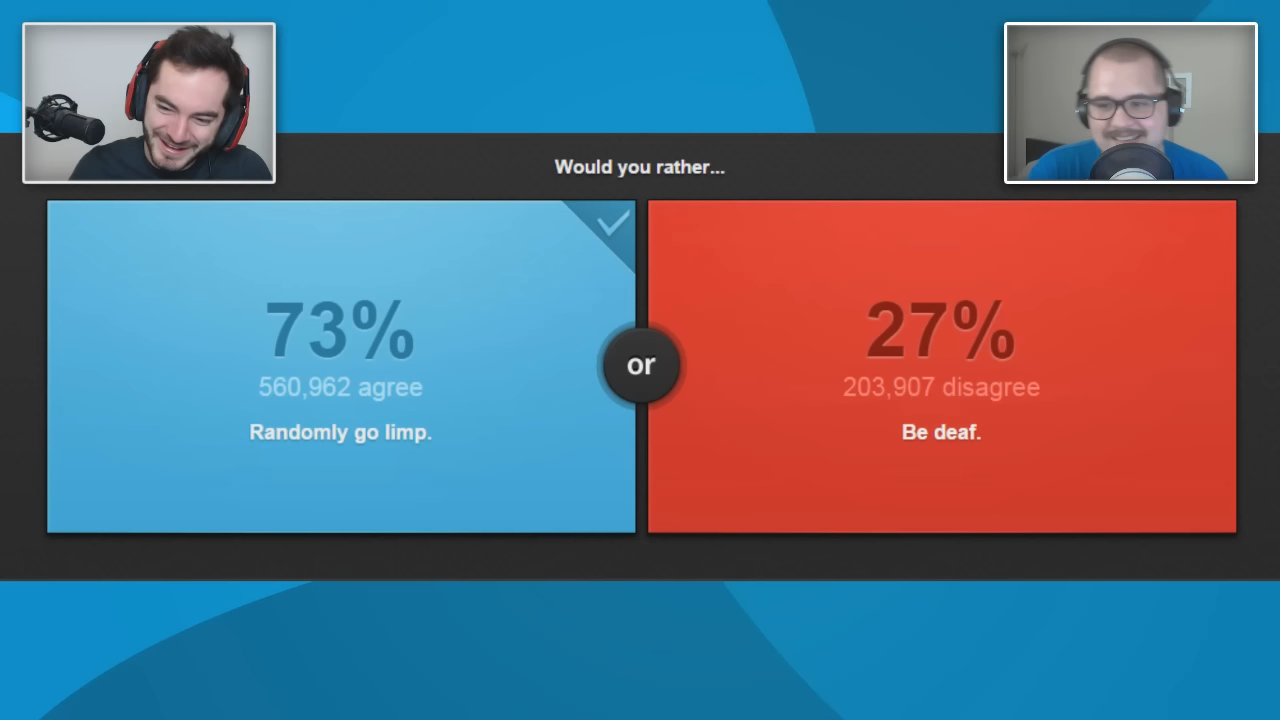 Would you rather...
73%
560,962 agree
Randomly go limp.
or
27%
203,907 disagree
Be deaf.